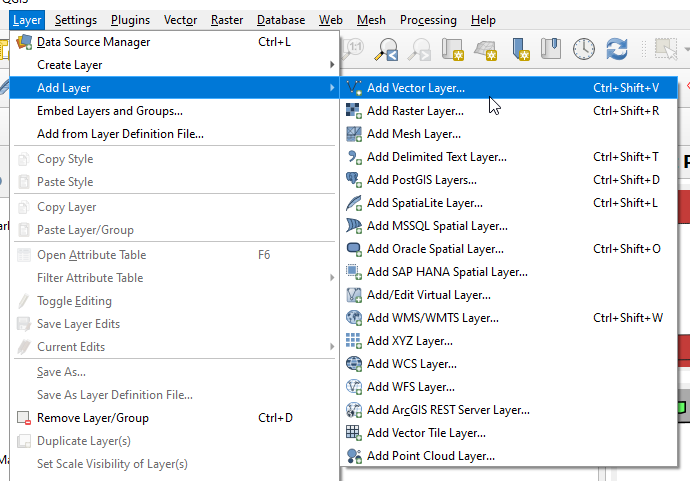 QGIS
Layer Settings Plugins Vector Raster Database Web Mesh Processing Help
Data Source Manager Ctrl+L
Create Layer
Add Layer
Embed Layers and Groups...
Add from Layer Definition File...
Copy Style
Paste Style
Copy Layer
Paste Layer/Group
Open Attribute Table F6
Filter Attribute Table
Toggle Editing
Save Layer Edits
Current Edits
Save As...
Save As Layer Definition File...
Remove Layer/Group Ctrl+D
Duplicate Layer(s)
Set Scale Visibility of Layer(s)
Add Vector Layer... Ctrl+Shift+V
Add Raster Layer... Ctrl+Shift+R
Add Mesh Layer...
Add Delimited Text Layer... Ctrl+Shift+T
Add PostGIS Layers... Ctrl+Shift+D
Add SpatiaLite Layer... Ctrl+Shift+L
Add MSSQL Spatial Layer...
Add Oracle Spatial Layer... Ctrl+Shift+O
Add SAP HANA Spatial Layer...
Add/Edit Virtual Layer...
Add WMS/WMTS Layer... Ctrl+Shift+W
Add XYZ Layer...
Add WCS Layer...
Add WFS Layer...
Add ArcGIS REST Server Layer...
Add Vector Tile Layer...
Add Point Cloud Layer...